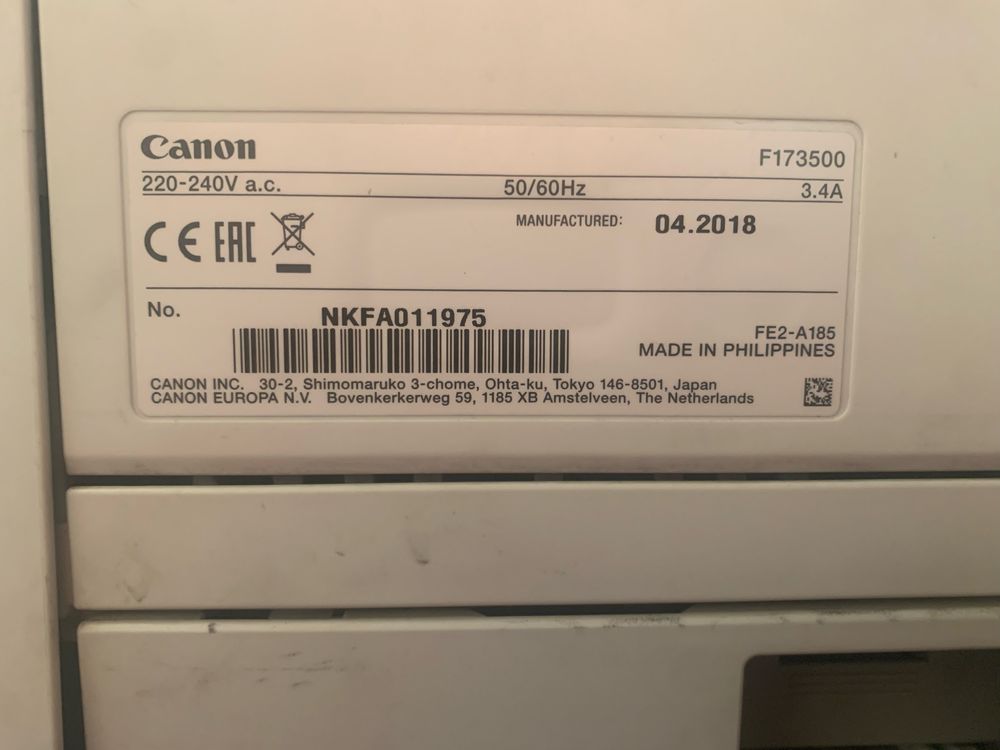 Canon
F173500
220-240V a.c. 50/60Hz 3.4A
MANUFACTURED: 04.2018
CE EAC
No. NKFA011975
FE2-A185
MADE IN PHILIPPINES
CANON INC. 30-2, Shimomaruko 3-chome, Ohta-ku, Tokyo 146-8501, Japan
CANON EUROPA N.V. Bovenkerkerweg 59, 1185 XB Amstelveen, The Netherlands